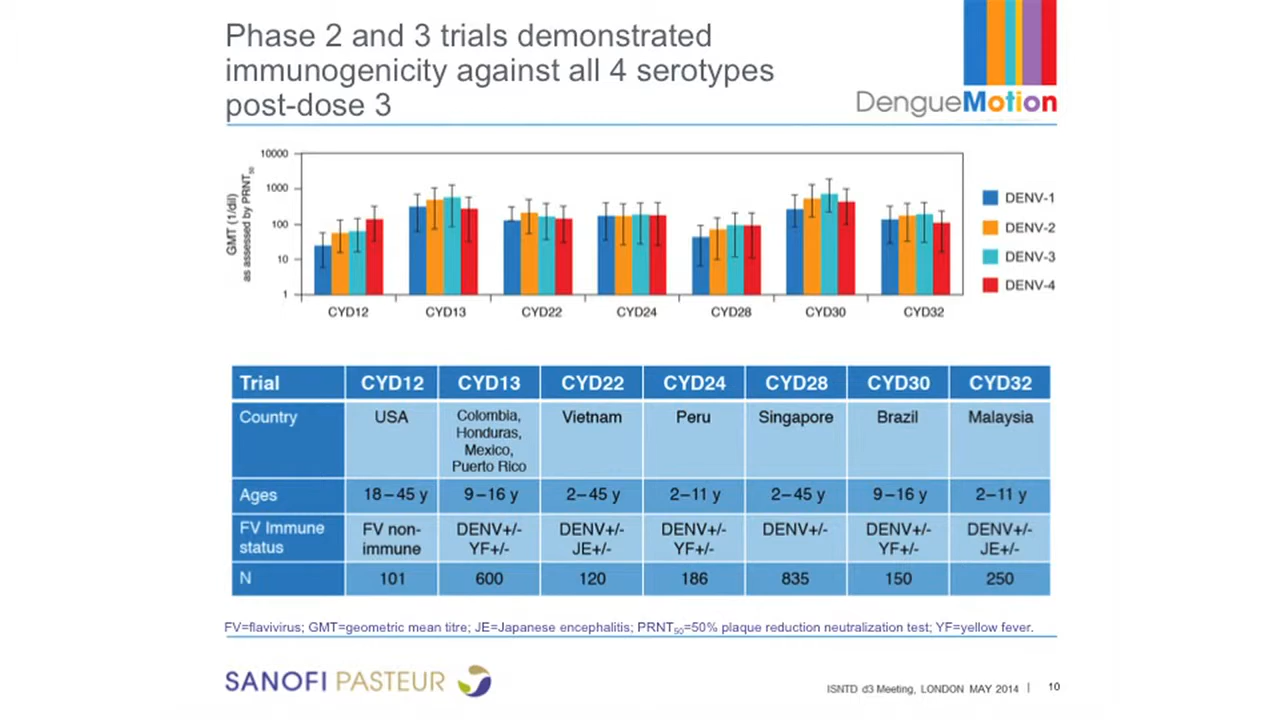 Phase 2 and 3 trials demonstrated
immunogenicity against all 4 serotypes
post-dose 3
DengueMotion
GMT (1/dil)
as assessed by PRNT50
10000
1000
100
10
1
CYD12 CYD13 CYD22 CYD24 CYD28 CYD30 CYD32
DENV-1
DENV-2
DENV-3
DENV-4
Trial CYD12 CYD13 CYD22 CYD24 CYD28 CYD30 CYD32
Country USA Colombia, Vietnam Peru Singapore Brazil Malaysia
Honduras,
Mexico,
Puerto Rico
Ages 18–45 y 9–16 y 2–45 y 2–11 y 2–45 y 9–16 y 2–11 y
FV Immune FV non- DENV+/- DENV+/- DENV+/- DENV+/- DENV+/- DENV+/-
status immune YF+/- JE+/- YF+/- YF+/- JE+/-
N 101 600 120 186 835 150 250
FV=flavivirus; GMT=geometric mean titre; JE=Japanese encephalitis; PRNT50=50% plaque reduction neutralization test; YF=yellow fever.
SANOFI PASTEUR
ISNTD d3 Meeting, LONDON MAY 2014 | 10